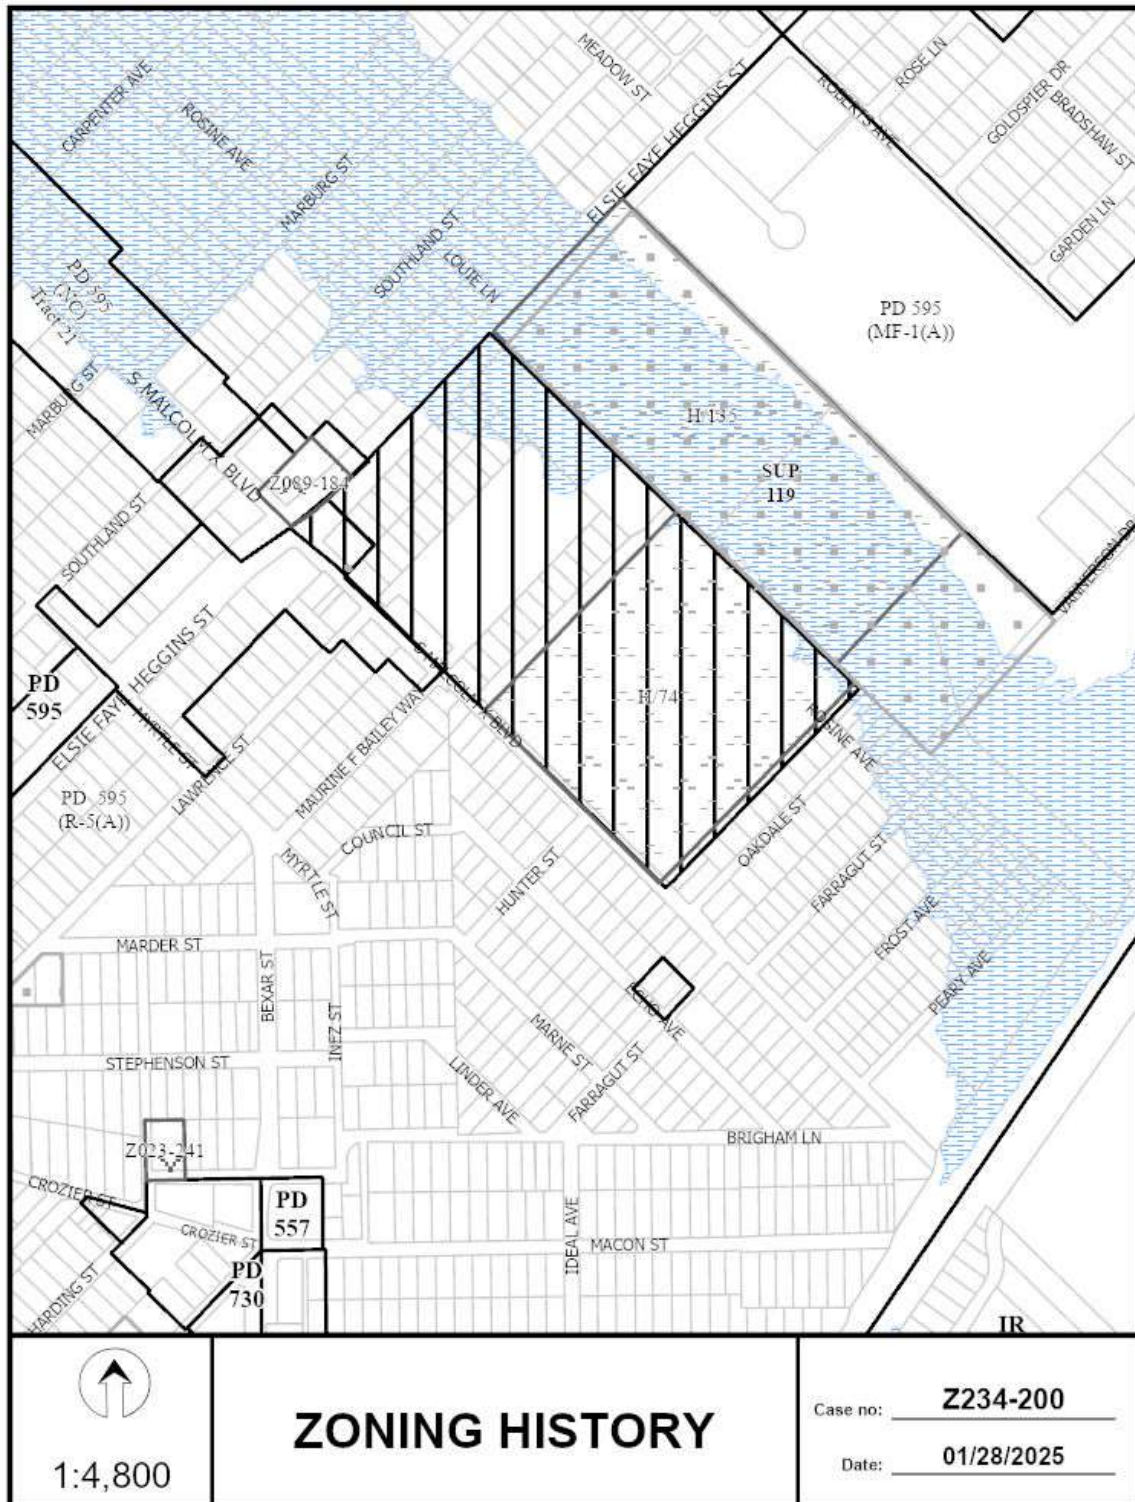 MEADOW ST
ROSE LN
CARPENTER AVE
ROSINE AVE
ELSIE FAYE HEGGINS ST
ROBERTS AVE
GOLDSPIER DR
BRADSHAW ST
MARBURG ST
SOUTHLAND ST
LOUIE LN
GARDEN LN
PD 595
(NC)
Tract 21
PD 595
(MF-1(A))
MARBURG ST
S MALCOLM X BLVD
H/135
SUP
119
Z089-184
SOUTHLAND ST
VANNERSON DR
ELSIE FAYE HEGGINS ST
PD
595
MYRTLE ST
LAWRENCE ST
MAURINE F BAILEY WAY
S MALCOLM X BLVD
H/74
ROSINE AVE
PD 595
(R-5(A))
COUNCIL ST
MYRTLE ST
HUNTER ST
OAKDALE ST
FARRAGUT ST
FROST AVE
MARDER ST
BEXAR ST
INEZ ST
ECHO AVE
PEARY AVE
STEPHENSON ST
MARNE ST
LINDER AVE
FARRAGUT ST
BRIGHAM LN
Z023-241
CROZIER ST
PD
557
CROZIER ST
IDEAL AVE
MACON ST
HARDING ST
PD
730
IR
1:4,800
ZONING HISTORY
Case no: Z234-200
Date: 01/28/2025